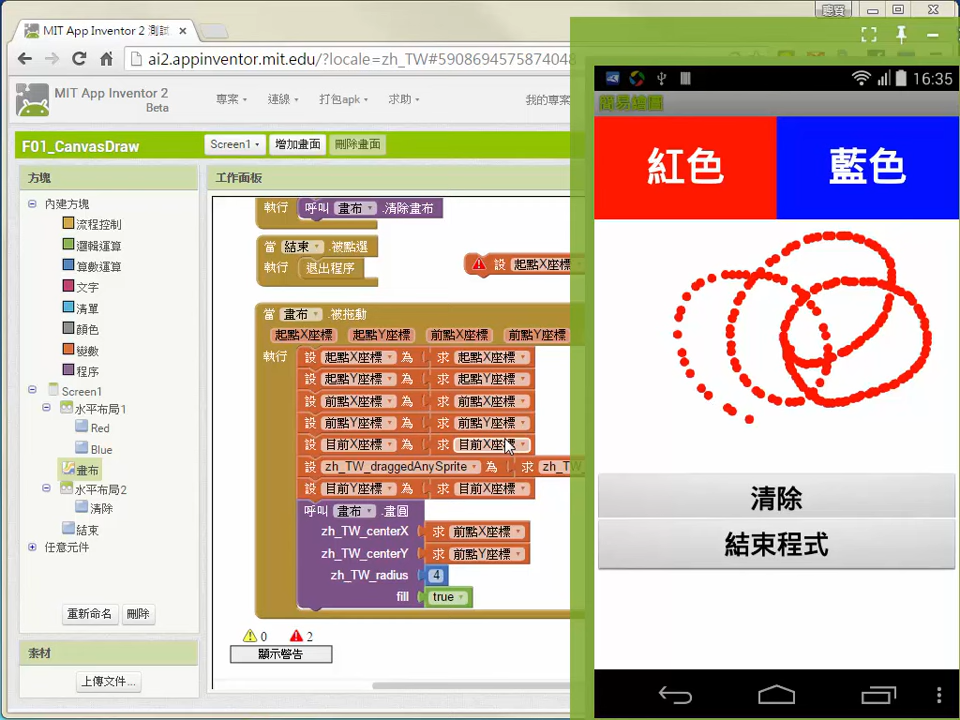 聰賢
MIT App Inventor 2 測試
ai2.appinventor.mit.edu/?locale=zh_TW#5908694575874048
MIT App Inventor 2
Beta
專案 連線 打包apk 求助 我的專案
F01_CanvasDraw
Screen1 增加畫面 刪除畫面
方塊
內建方塊
流程控制
邏輯運算
算數運算
文字
清單
顏色
變數
程序
Screen1
水平布局1
Red
Blue
畫布
水平布局2
清除
結束
任意元件
重新命名 刪除
素材
上傳文件...
工作面板
執行 呼叫 畫布 .清除畫布
當 結束 .被點選
執行 退出程序
設 起點X座標
當 畫布 .被拖動
起點X座標 起點Y座標 前點X座標 前點Y座標
執行 設 起點X座標 為 求 起點X座標
設 起點Y座標 為 求 起點Y座標
設 前點X座標 為 求 前點X座標
設 前點Y座標 為 求 前點Y座標
設 目前X座標 為 求 目前X座標
設 zh_TW_draggedAnySprite 為 求 zh_TW
設 目前Y座標 為 求 目前X座標
呼叫 畫布 .畫圓
zh_TW_centerX 求 前點X座標
zh_TW_centerY 求 前點Y座標
zh_TW_radius 4
fill true
0 2
顯示警告
16:35
簡易繪圖
紅色 藍色
清除
結束程式